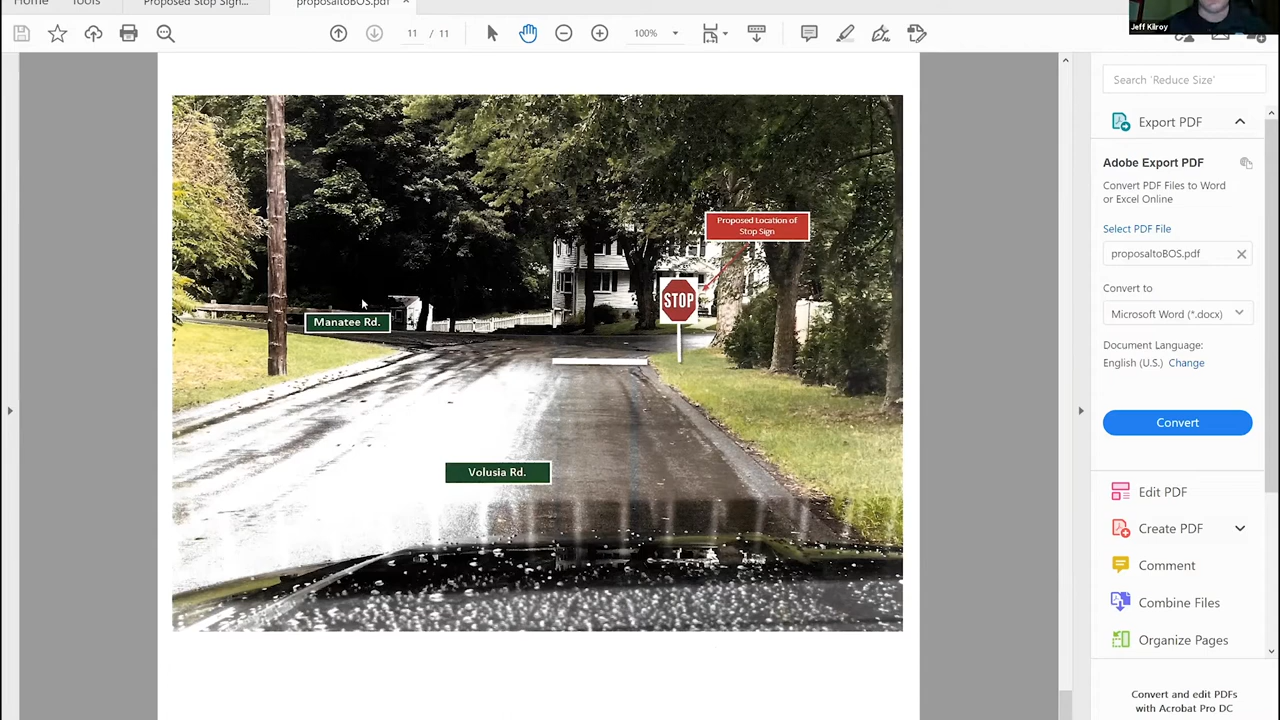 Home
Tools
Proposed Stop Sign...
proposaltoBOS.pdf
Jeff Kilroy
11 / 11
100%
Search 'Reduce Size'
Export PDF
Adobe Export PDF
Convert PDF Files to Word
or Excel Online
Select PDF File
proposaltoBOS.pdf
Convert to
Microsoft Word (*.docx)
Document Language:
English (U.S.) Change
Convert
Edit PDF
Create PDF
Comment
Combine Files
Organize Pages
Convert and edit PDFs
with Acrobat Pro DC
Proposed Location of
Stop Sign
STOP
Manatee Rd.
Volusia Rd.